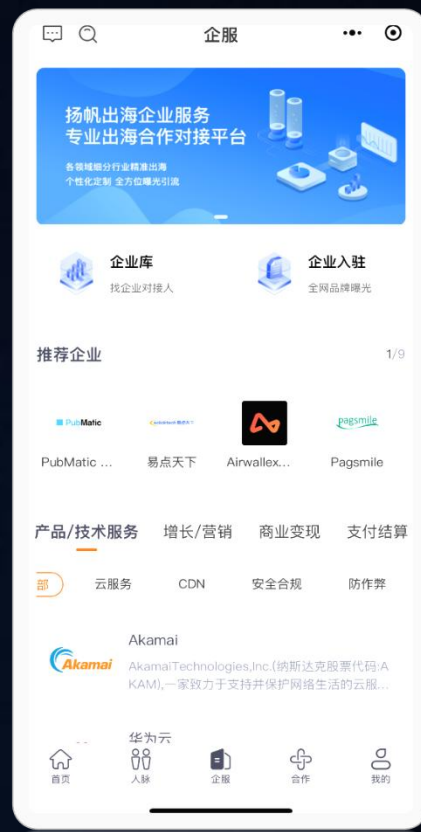 企服
扬帆出海企业服务
专业出海合作对接平台
各领域细分行业精准出海
个性化定制 全方位曝光引流
企业库
找企业对接人
企业入驻
全网品牌曝光
推荐企业
1/9
PubMatic
易点天下
pagsmile
PubMatic ...
易点天下
Airwallex...
Pagsmile
产品/技术服务
增长/营销
商业变现
支付结算
部
云服务
CDN
安全合规
防作弊
Akamai
Akamai
AkamaiTechnologies,Inc.(纳斯达克股票代码:A
KAM),一家致力于支持并保护网络生活的云服...
华为云
首页
人脉
企服
合作
我的